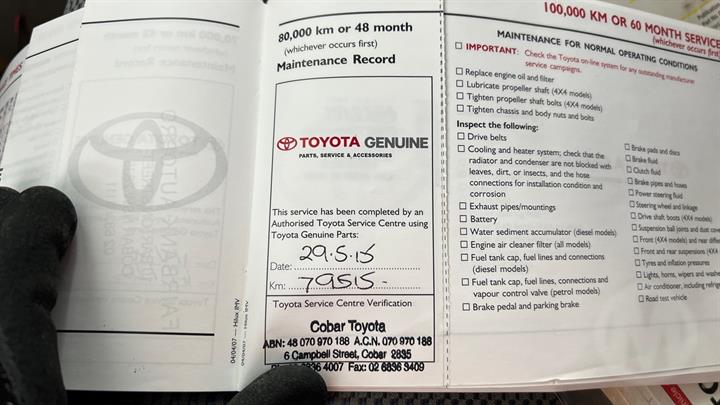 80,000 km or 48 month
(whichever occurs first)
Maintenance Record
TOYOTA GENUINE
PARTS, SERVICE & ACCESSORIES
This service has been completed by an
Authorised Toyota Service Centre using
Toyota Genuine Parts:
Date: 29.5.15
Km: 79515-
Toyota Service Centre Verification
Cobar Toyota
ABN: 48 070 970 188 A.C.N. 070 970 188
6 Campbell Street, Cobar 2835
4007 Fax: 02 6836 3409
04/04/07 — Hilux IMV
100,000 KM OR 60 MONTH SERVICE
(whichever occurs first)
MAINTENANCE FOR NORMAL OPERATING CONDITIONS
☐ IMPORTANT: Check the Toyota on-line system for any outstanding manufacturer
service campaigns.
☐ Replace engine oil and filter
☐ Lubricate propeller shaft (4X4 models)
☐ Tighten propeller shaft bolts (4X4 models)
☐ Tighten chassis and body nuts and bolts
Inspect the following:
☐ Drive belts
☐ Cooling and heater system; check that the
radiator and condenser are not blocked with
leaves, dirt, or insects, and the hose
connections for installation condition and
corrosion
☐ Exhaust pipes/mountings
☐ Battery
☐ Water sediment accumulator (diesel models)
☐ Engine air cleaner filter (all models)
☐ Fuel tank cap, fuel lines and connections
(diesel models)
☐ Fuel tank cap, fuel lines, connections and
vapour control valve (petrol models)
☐ Brake pedal and parking brake
☐ Brake pads and discs
☐ Brake fluid
☐ Clutch fluid
☐ Brake pipes and hoses
☐ Power steering fluid
☐ Steering wheel and linkage
☐ Drive shaft boots (4X4 models)
☐ Suspension ball joints and dust
☐ Front (4X4 models) and rear
☐ Front and rear suspensions (4X4
☐ Tyres and inflation pressures
☐ Lights, horns, wipers and
☐ Air conditioner, including
☐ Road test vehicle